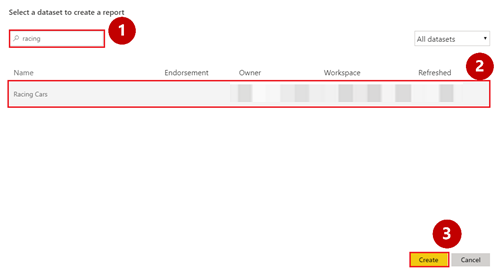 Select a dataset to create a report
1
racing
All datasets
Name Endorsement Owner Workspace Refreshed
2
Racing Cars
3
Create Cancel